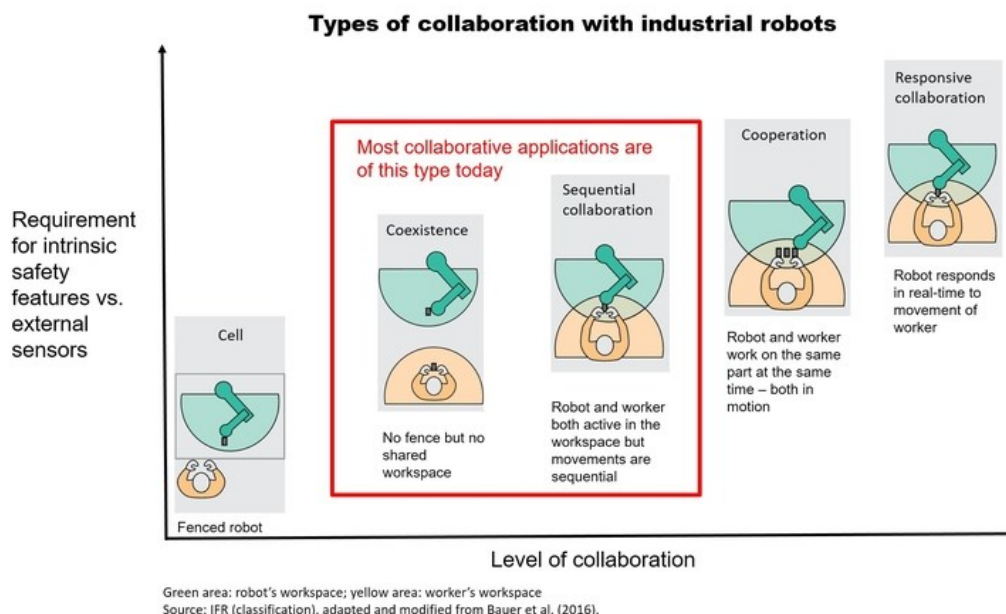 Types of collaboration with industrial robots
Responsive
collaboration
Cooperation
Most collaborative applications are
of this type today
Sequential
collaboration
Coexistence
Requirement
for intrinsic
safety
features vs.
external
sensors
Cell
Robot responds
in real-time to
movement of
worker
Robot and worker
work on the same
part at the same
time – both in
motion
Robot and worker
both active in the
workspace but
movements are
sequential
No fence but no
shared
workspace
Fenced robot
Level of collaboration
Green area: robot's workspace; yellow area: worker's workspace
Source: IFR (classification), adapted and modified from Bauer et al. (2016).